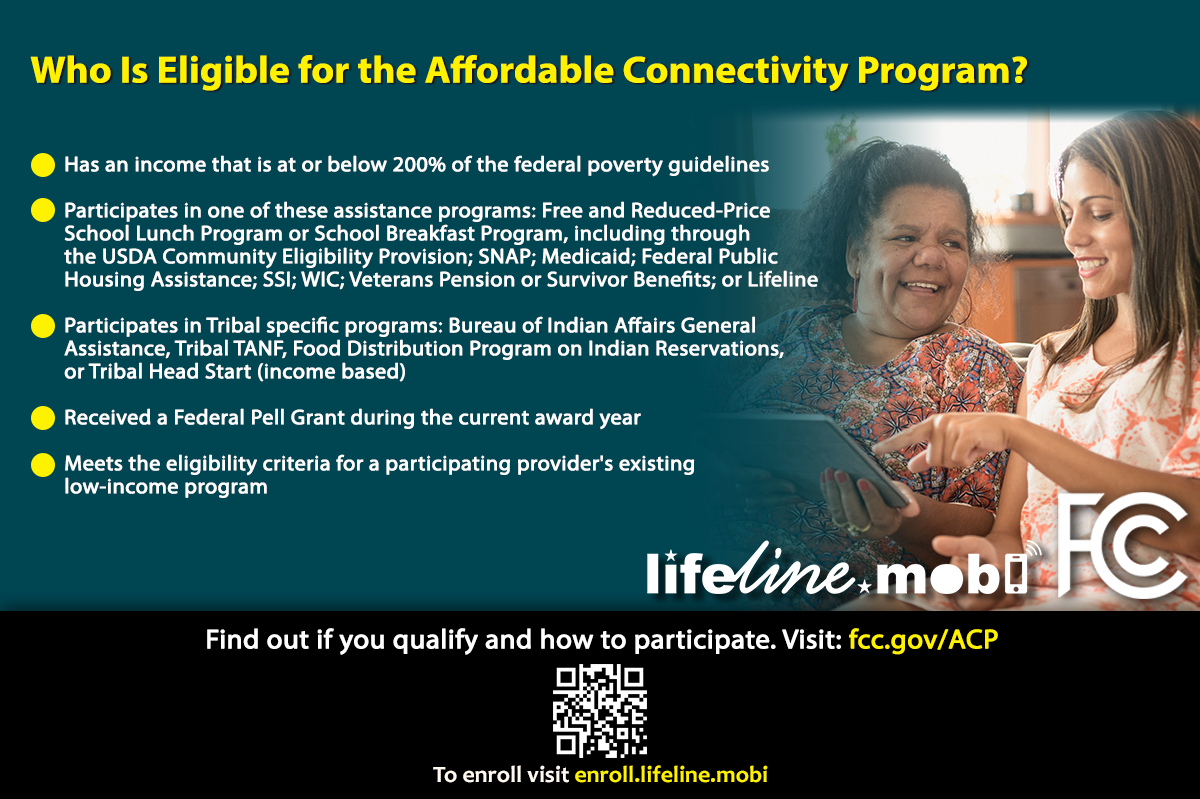 Who Is Eligible for the Affordable Connectivity Program?
Has an income that is at or below 200% of the federal poverty guidelines
Participates in one of these assistance programs: Free and Reduced-Price
School Lunch Program or School Breakfast Program, including through
the USDA Community Eligibility Provision; SNAP; Medicaid; Federal Public
Housing Assistance; SSI; WIC; Veterans Pension or Survivor Benefits; or Lifeline
Participates in Tribal specific programs: Bureau of Indian Affairs General
Assistance, Tribal TANF, Food Distribution Program on Indian Reservations,
or Tribal Head Start (income based)
Received a Federal Pell Grant during the current award year
Meets the eligibility criteria for a participating provider's existing
low-income program
lifeline.mobi
FCC
Find out if you qualify and how to participate. Visit: fcc.gov/ACP
To enroll visit enroll.lifeline.mobi